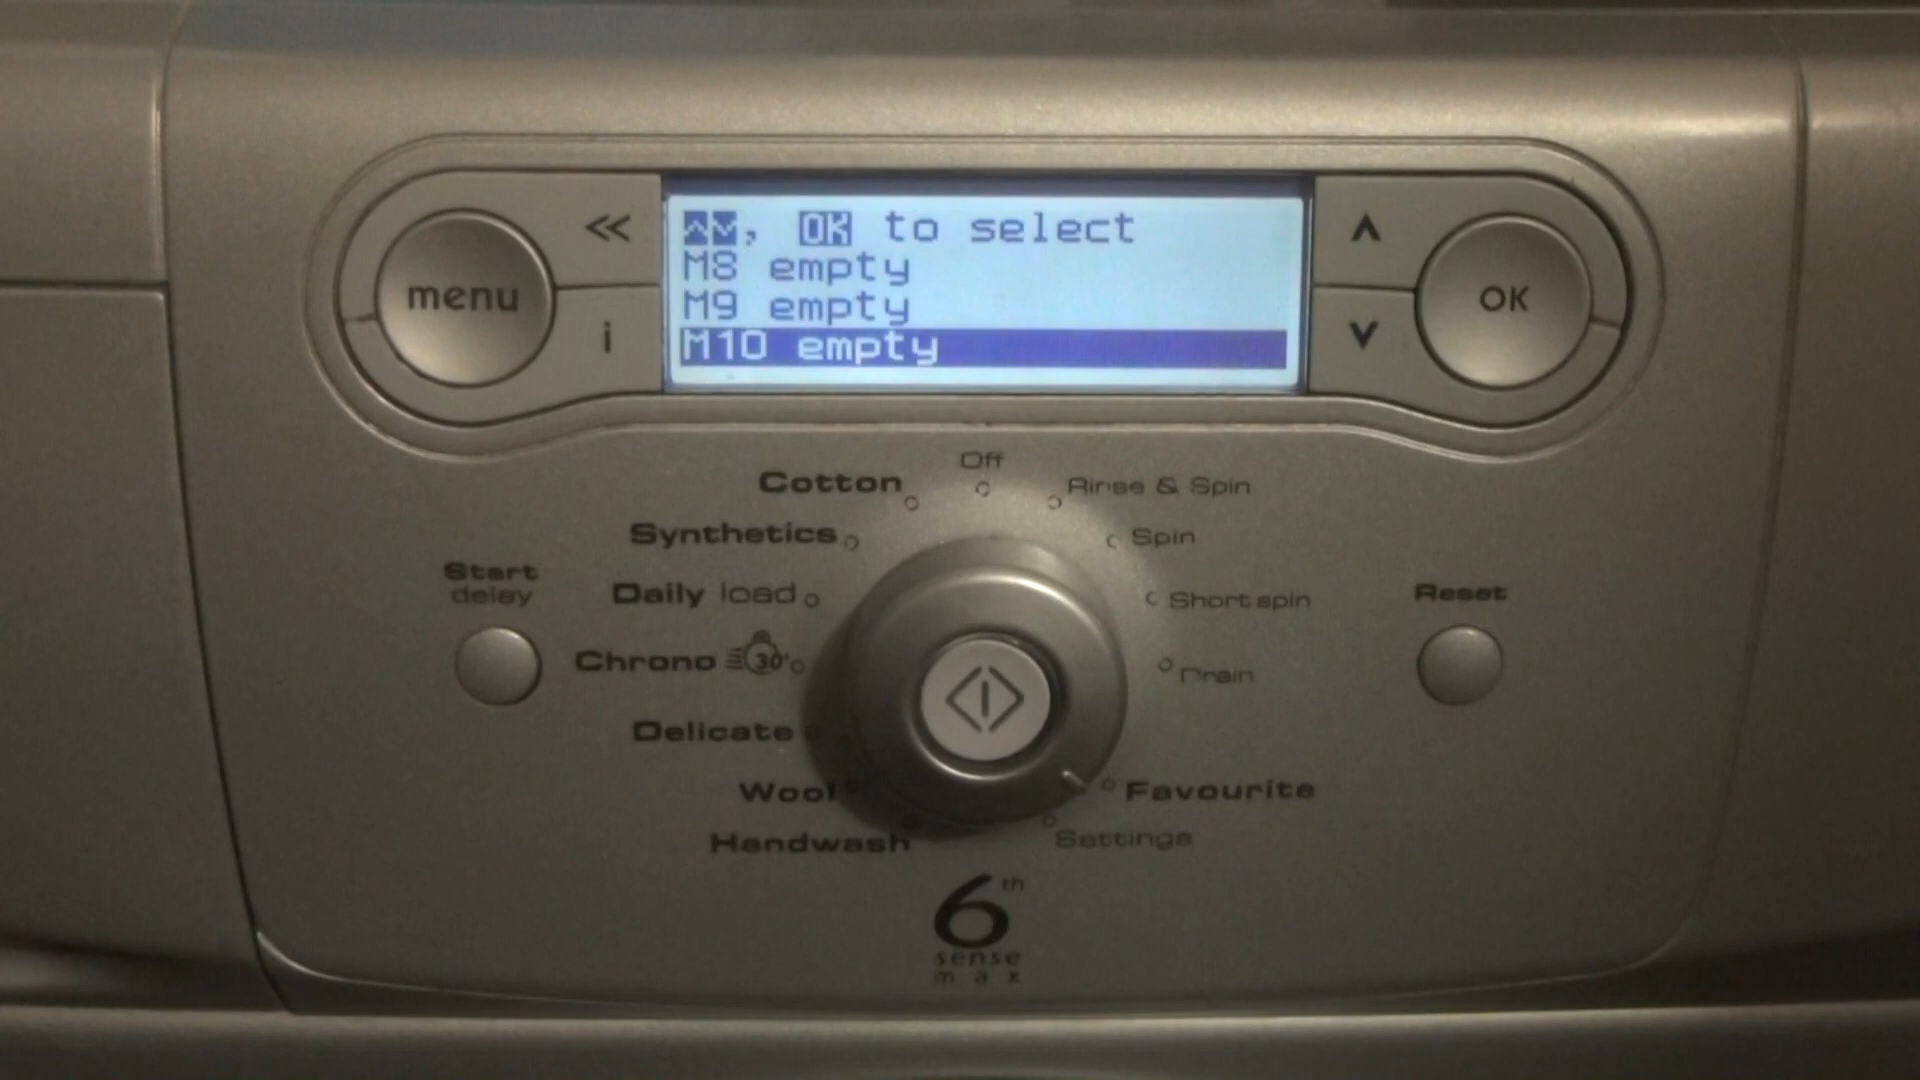 ^v, OK to select
M8 empty
M9 empty
M10 empty
menu
<<
i
^
v
OK
Off
Cotton
Rinse & Spin
Synthetics
Spin
Start
delay
Daily load
Short spin
Reset
Chrono 30'
Drain
Delicate
Wool
Favourite
Handwash
Settings
6th
sense
max